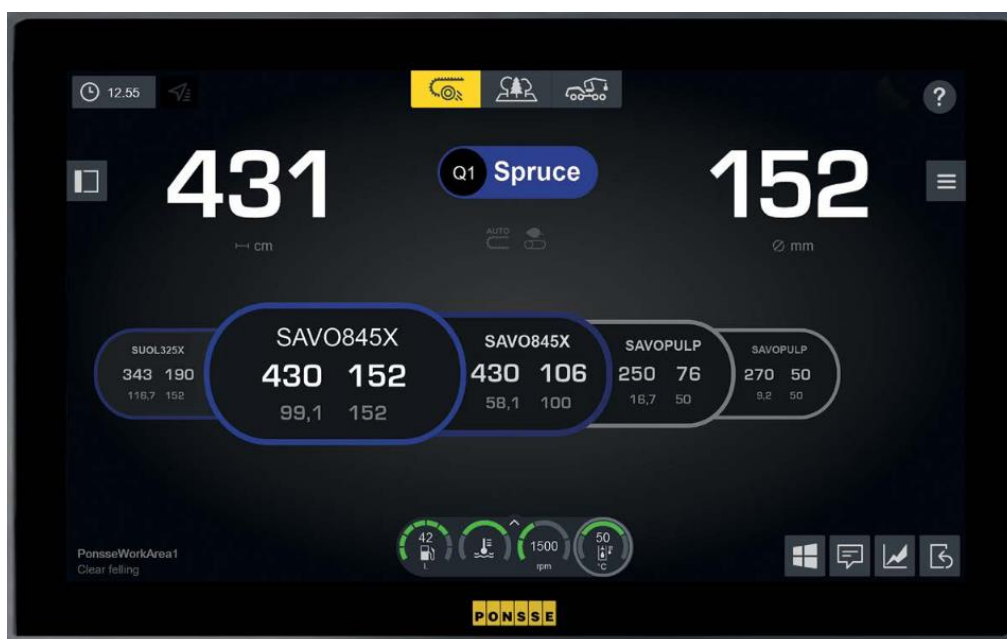 12.55
?
431
Q1 Spruce
152
cm
AUTO
Ø mm
SUOL325X
343 190
116,7 152
SAVO845X
430 152
99,1 152
SAVO845X
430 106
58,1 100
SAVOPULP
250 76
16,7 50
SAVOPULP
270 50
9,2 50
42
L
1500
rpm
50
°C
PonsseWorkArea1
Clear felling
PONSSE